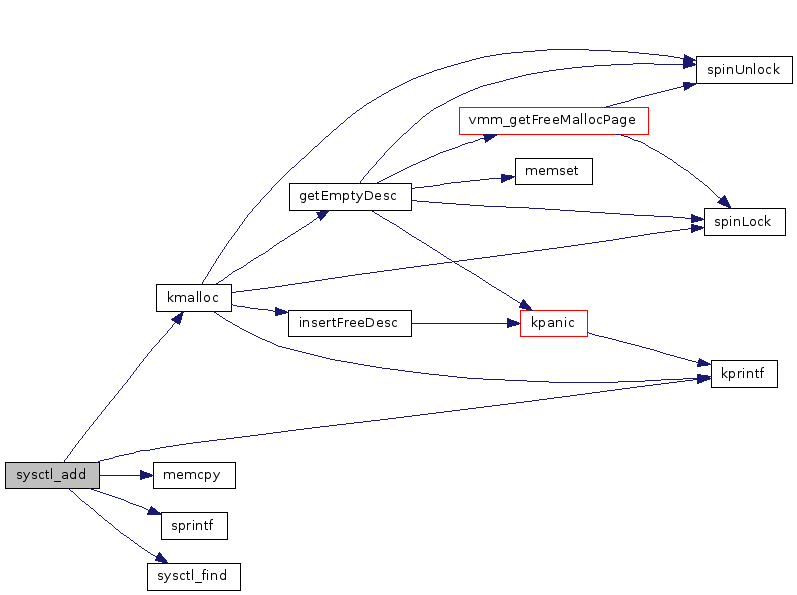 spinUnlock
vmm_getFreeMallocPage
memset
getEmptyDesc
spinLock
kmalloc
insertFreeDesc
kpanic
kprintf
sysctl_add
memcpy
sprintf
sysctl_find